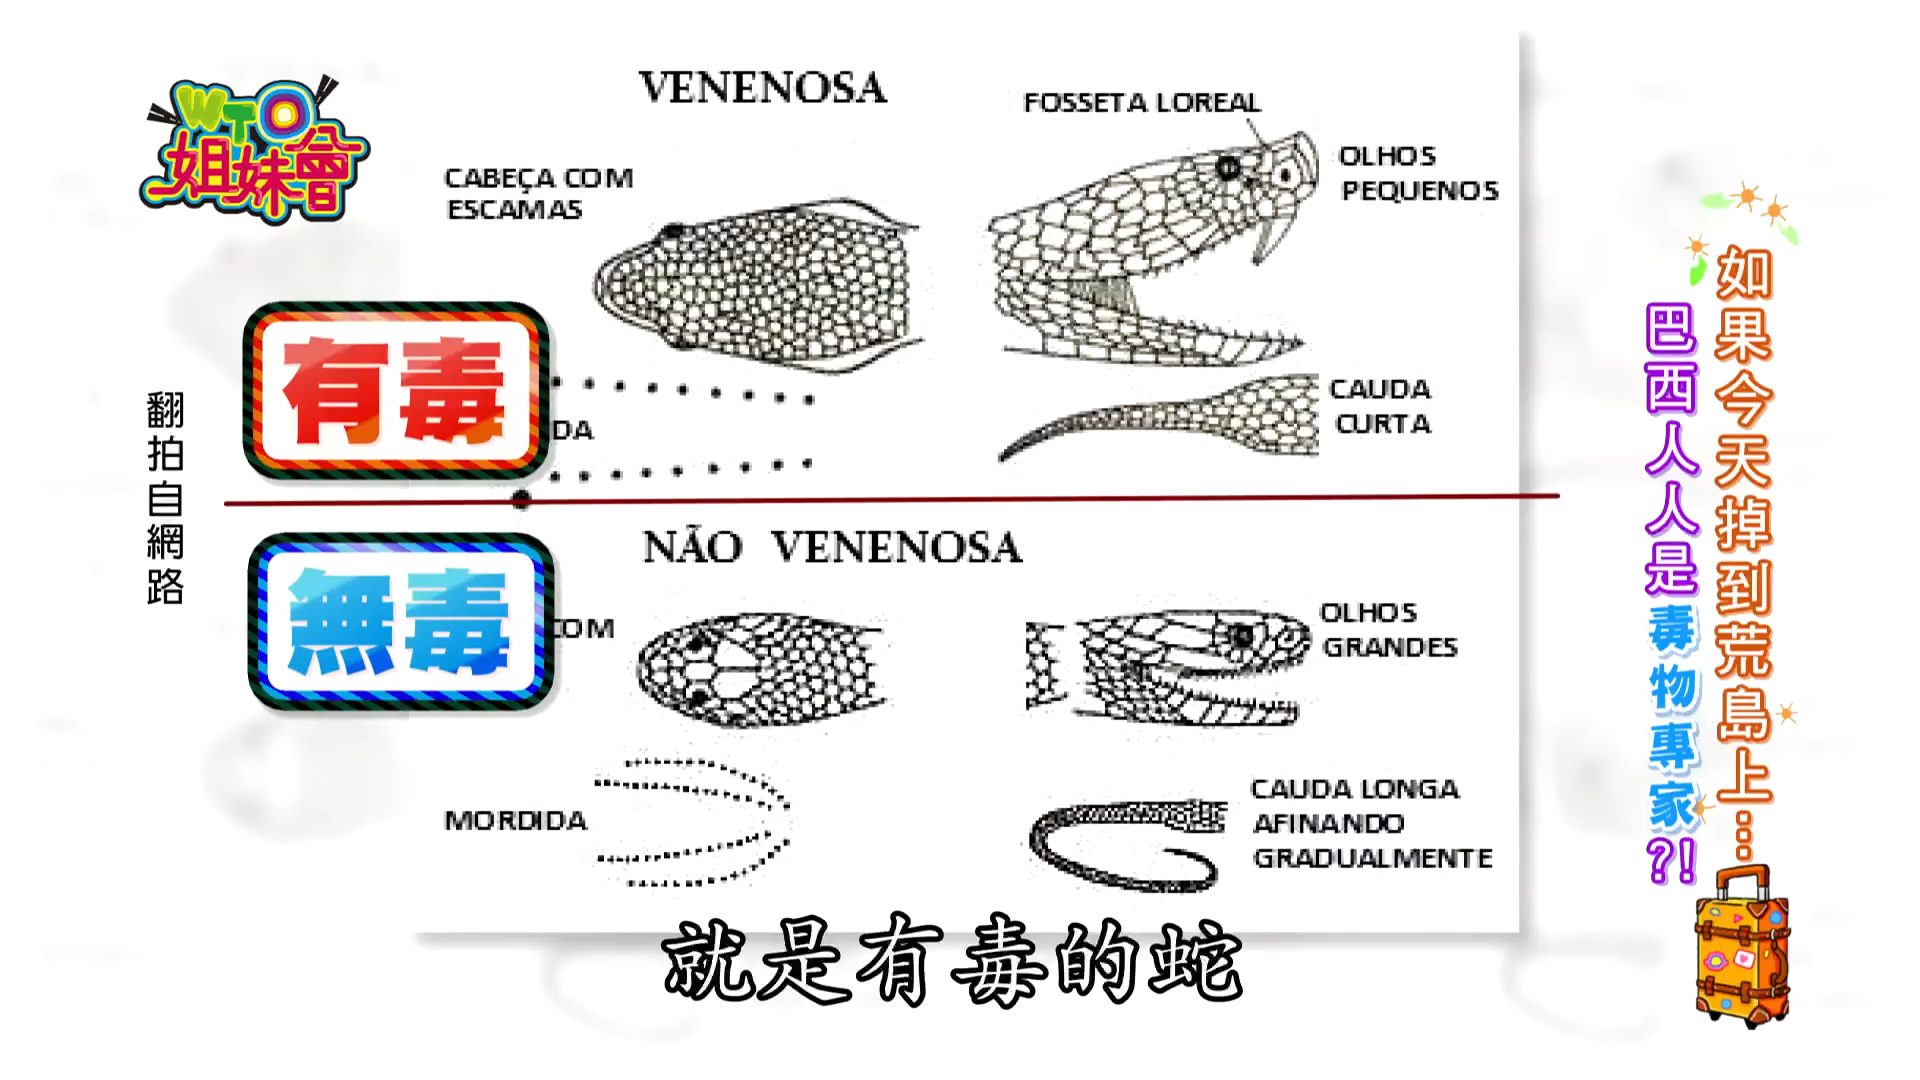 WTO
姐妹會
VENENOSA
FOSSETA LOREAL
OLHOS
PEQUENOS
CABEÇA COM
ESCAMAS
有毒
CAUDA
CURTA
DA
翻拍自網路
NÃO VENENOSA
無毒
COM
OLHOS
GRANDES
MORDIDA
CAUDA LONGA
AFINANDO
GRADUALMENTE
如果今天掉到荒島上…
巴西人人是毒物專家?!
就是有毒的蛇